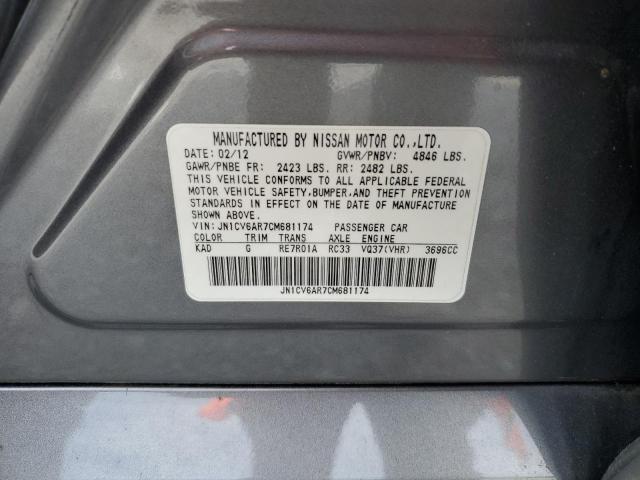 MANUFACTURED BY NISSAN MOTOR CO.,LTD.
DATE: 02/12 GVWR/PNBV: 4846 LBS.
GAWR/PNBE FR: 2423 LBS. RR: 2482 LBS.
THIS VEHICLE CONFORMS TO ALL APPLICABLE FEDERAL
MOTOR VEHICLE SAFETY,BUMPER,AND THEFT PREVENTION
STANDARDS IN EFFECT ON THE DATE OF MANUFACTURE
SHOWN ABOVE.
VIN: JN1CV6AR7CM681174 PASSENGER CAR
COLOR TRIM TRANS AXLE ENGINE
KAD G RE7R01A RC33 VQ37(VHR) 3696CC
JN1CV6AR7CM681174